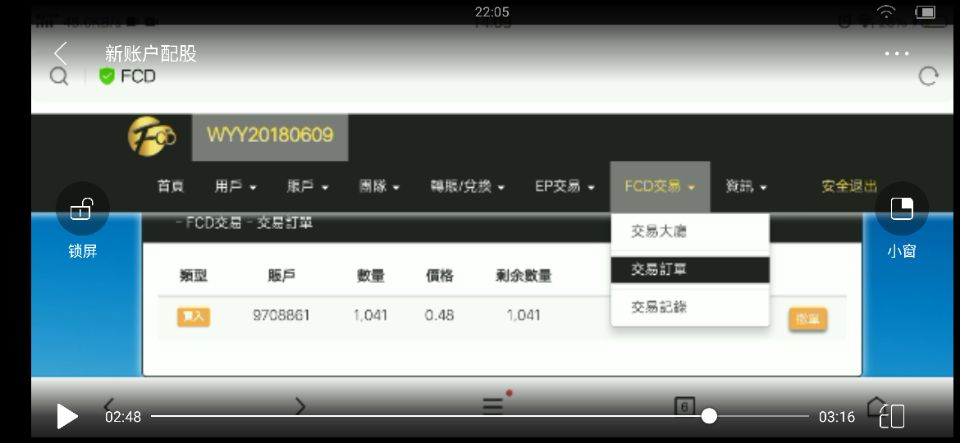 22:05
新账户配股
FCD
WYY20180609
首頁 用戶 賬戶 團隊 轉賬/兌換 EP交易 FCD交易 資訊 安全退出
- FCD交易 - 交易訂單
交易大廳
交易訂單
交易記錄
锁屏
小窗
類型 賬戶 數量 價格 剩余數量
買入 9708861 1,041 0.48 1,041 撤單
6
02:48 03:16